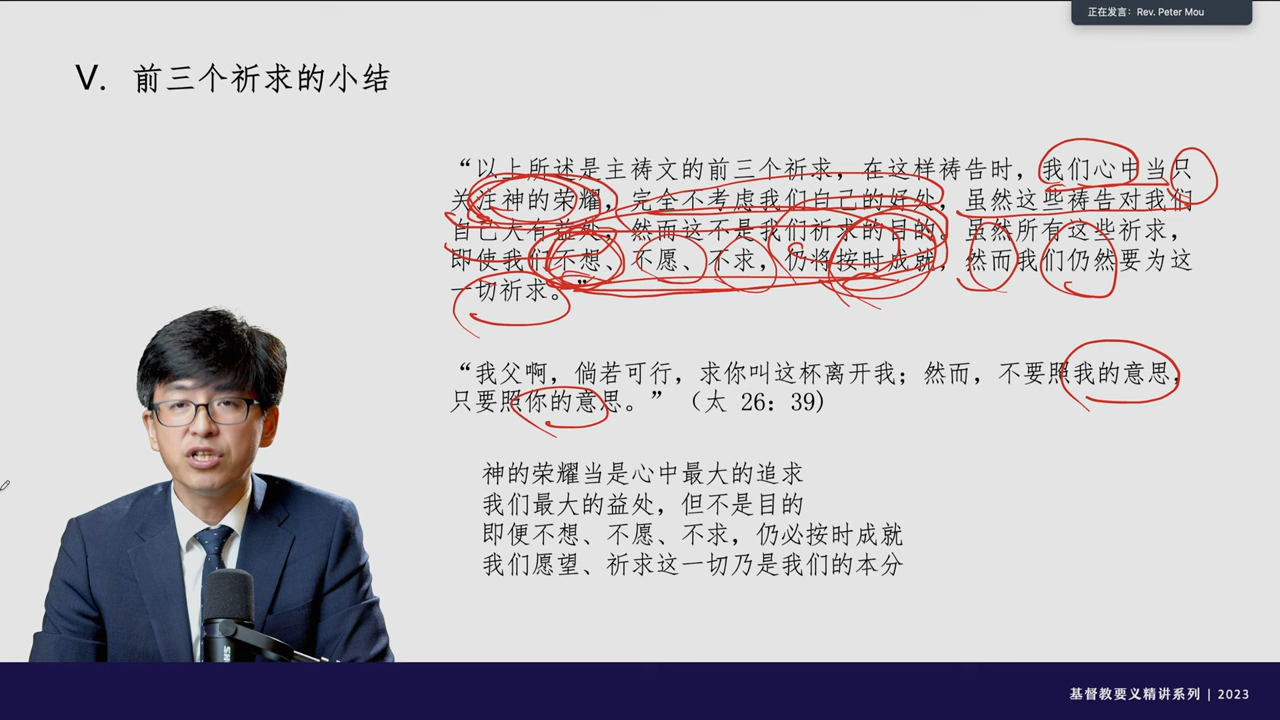 正在发言：Rev. Peter Mou
V. 前三个祈求的小结
“以上所述是主祷文的前三个祈求，在这样祷告时，我们心中当只
关注神的荣耀，完全不考虑我们自己的好处，虽然这些祷告对我们
自己大有益处，然而这不是我们祈求的目的。虽然所有这些祈求，
即使我们不想、不愿、不求，仍将按时成就，然而我们仍然要为这
一切祈求。”
“我父啊，倘若可行，求你叫这杯离开我；然而，不要照我的意思，
只要照你的意思。”（太 26：39)
神的荣耀当是心中最大的追求
我们最大的益处，但不是目的
即便不想、不愿、不求，仍必按时成就
我们愿望、祈求这一切乃是我们的本分
基督教要义精讲系列 | 2023